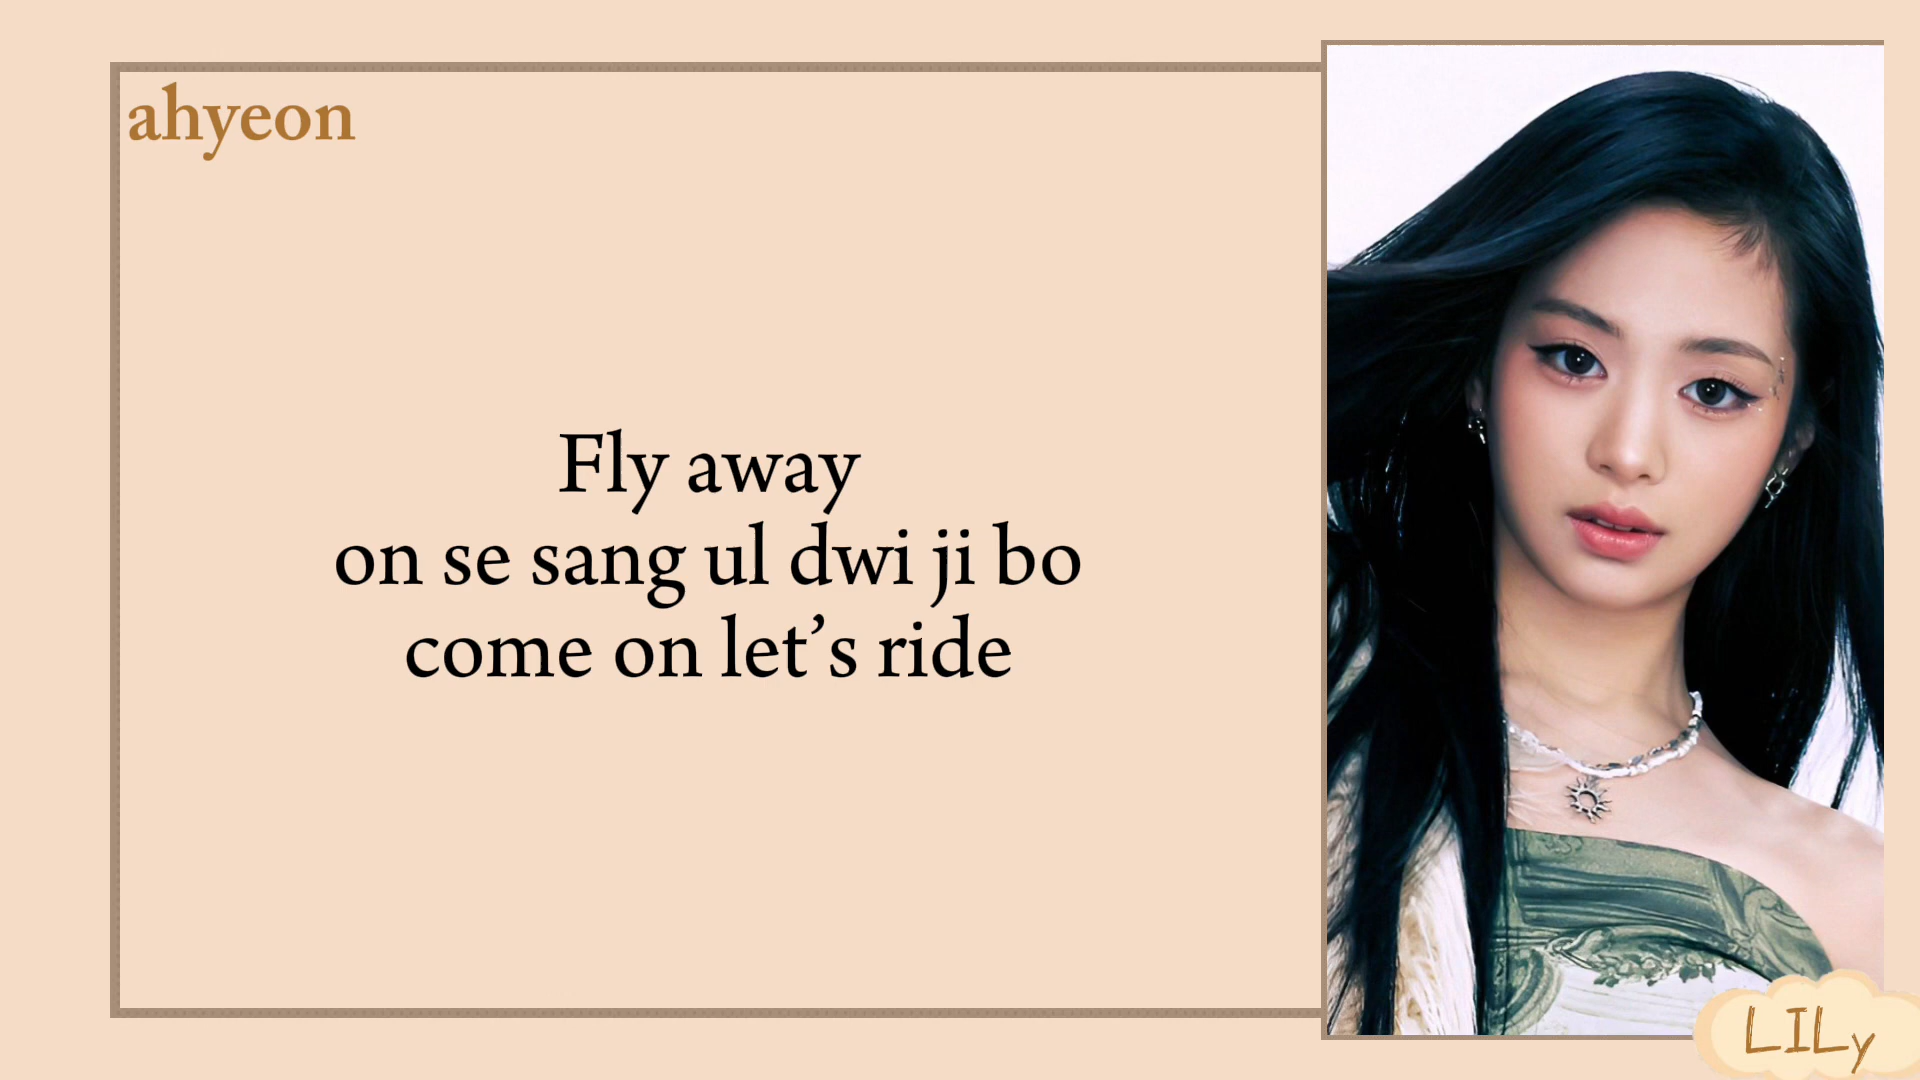 ahyeon
Fly away
on se sang ul dwi ji bo
come on let’s ride
LILy